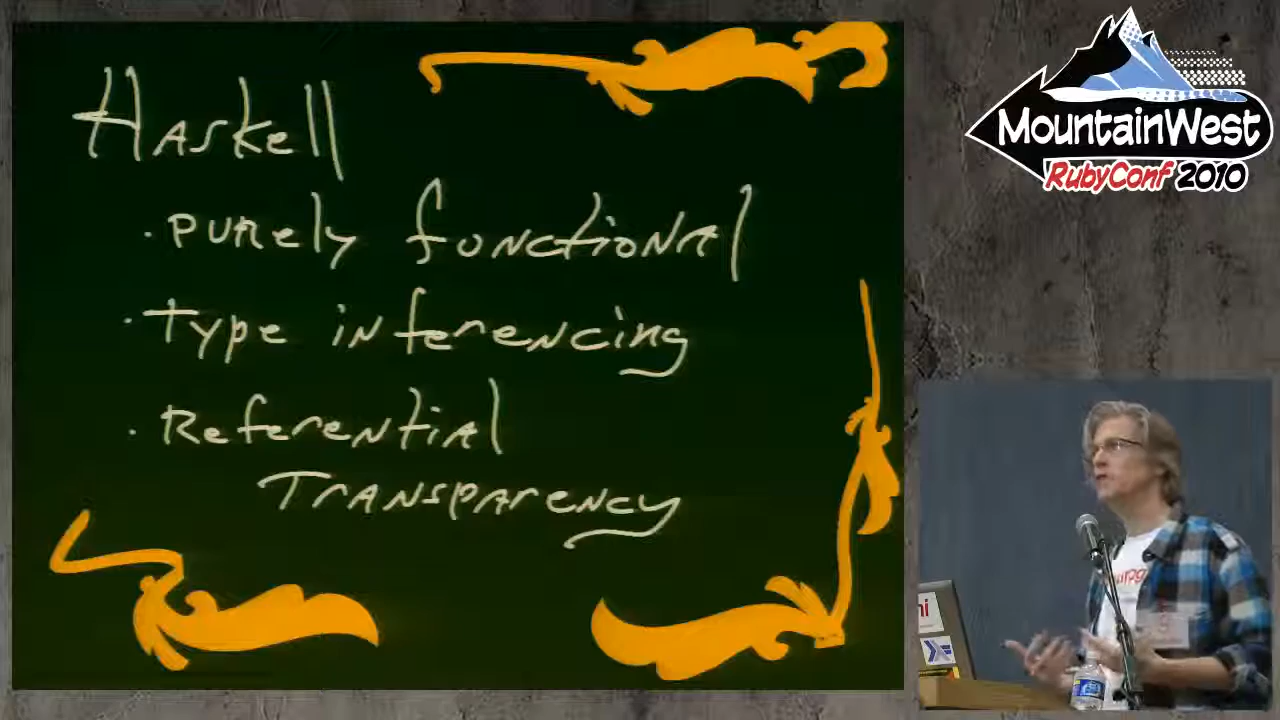 Haskell
· purely functional
· type inferencing
· Referential
Transparency
MountainWest
RubyConf 2010